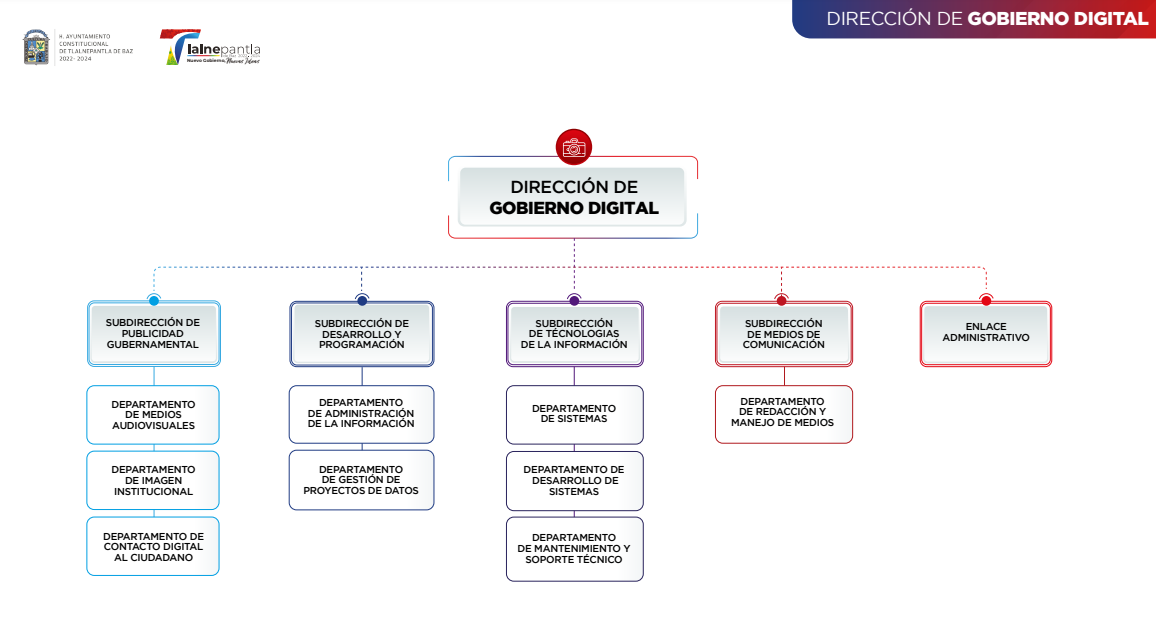 DIRECCIÓN DE GOBIERNO DIGITAL
H. AYUNTAMIENTO
CONSTITUCIONAL
DE TLALNEPANTLA DE BAZ
2022- 2024
Tlalnepantla
Nuevo Gobierno, Nuevas Ideas
DIRECCIÓN DE
GOBIERNO DIGITAL
SUBDIRECCIÓN DE
PUBLICIDAD
GUBERNAMENTAL
DEPARTAMENTO
DE MEDIOS
AUDIOVISUALES
DEPARTAMENTO
DE IMAGEN
INSTITUCIONAL
DEPARTAMENTO DE
CONTACTO DIGITAL
AL CIUDADANO
SUBDIRECCIÓN DE
DESARROLLO Y
PROGRAMACIÓN
DEPARTAMENTO
DE ADMINISTRACIÓN
DE LA INFORMACIÓN
DEPARTAMENTO
DE GESTIÓN DE
PROYECTOS DE DATOS
SUBDIRECCIÓN
DE TÉCNOLOGIAS
DE LA INFORMACIÓN
DEPARTAMENTO
DE SISTEMAS
DEPARTAMENTO DE
DESARROLLO DE
SISTEMAS
DEPARTAMENTO
DE MANTENIMIENTO Y
SOPORTE TÉCNICO
SUBDIRECCIÓN
DE MEDIOS DE
COMUNICACIÓN
DEPARTAMENTO
DE REDACCIÓN Y
MANEJO DE MEDIOS
ENLACE
ADMINISTRATIVO